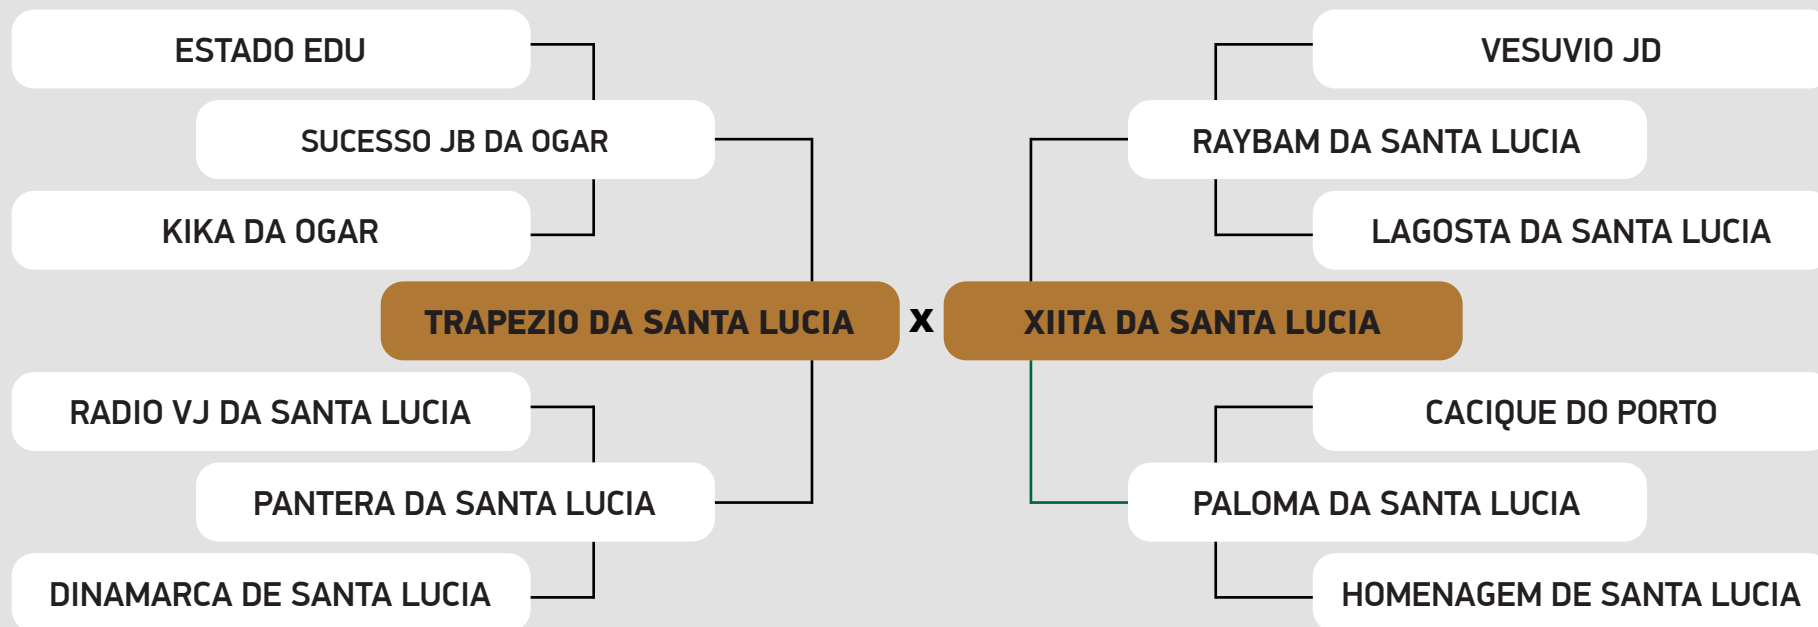 ESTADO EDU
VESUVIO JD
SUCESSO JB DA OGAR
RAYBAM DA SANTA LUCIA
KIKA DA OGAR
LAGOSTA DA SANTA LUCIA
TRAPEZIO DA SANTA LUCIA x XIITA DA SANTA LUCIA
RADIO VJ DA SANTA LUCIA
CACIQUE DO PORTO
PANTERA DA SANTA LUCIA
PALOMA DA SANTA LUCIA
DINAMARCA DE SANTA LUCIA
HOMENAGEM DE SANTA LUCIA